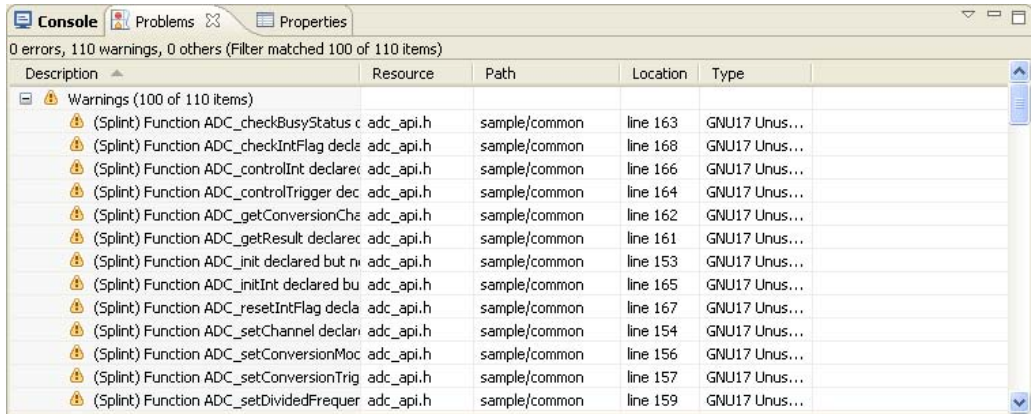 Console Problems Properties
0 errors, 110 warnings, 0 others (Filter matched 100 of 110 items)
Description Resource Path Location Type
Warnings (100 of 110 items)
(Splint) Function ADC_checkBusyStatus c adc_api.h sample/common line 163 GNU17 Unus...
(Splint) Function ADC_checkIntFlag decla adc_api.h sample/common line 168 GNU17 Unus...
(Splint) Function ADC_controlInt declarec adc_api.h sample/common line 166 GNU17 Unus...
(Splint) Function ADC_controlTrigger dec adc_api.h sample/common line 164 GNU17 Unus...
(Splint) Function ADC_getConversionCha adc_api.h sample/common line 162 GNU17 Unus...
(Splint) Function ADC_getResult declarec adc_api.h sample/common line 161 GNU17 Unus...
(Splint) Function ADC_init declared but n adc_api.h sample/common line 153 GNU17 Unus...
(Splint) Function ADC_initInt declared bu adc_api.h sample/common line 165 GNU17 Unus...
(Splint) Function ADC_resetIntFlag decla adc_api.h sample/common line 167 GNU17 Unus...
(Splint) Function ADC_setChannel declar adc_api.h sample/common line 154 GNU17 Unus...
(Splint) Function ADC_setConversionMoc adc_api.h sample/common line 156 GNU17 Unus...
(Splint) Function ADC_setConversionTrig adc_api.h sample/common line 157 GNU17 Unus...
(Splint) Function ADC_setDividedFrequer adc_api.h sample/common line 159 GNU17 Unus...